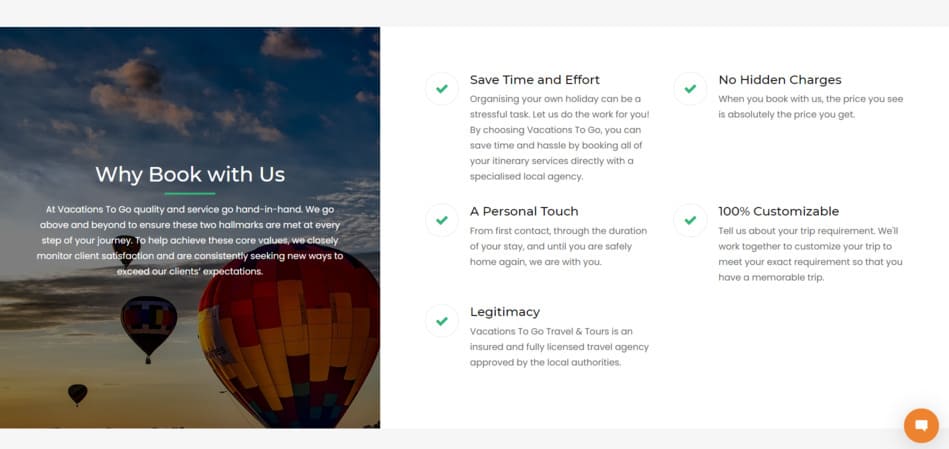 Why Book with Us
At Vacations To Go quality and service go hand-in-hand. We go
above and beyond to ensure these two hallmarks are met at every
step of your journey. To help achieve these core values, we closely
monitor client satisfaction and are consistently seeking new ways to
exceed our clients’ expectations.
Save Time and Effort
Organising your own holiday can be a
stressful task. Let us do the work for you!
By choosing Vacations To Go, you can
save time and hassle by booking all of
your itinerary services directly with a
specialised local agency.
No Hidden Charges
When you book with us, the price you see
is absolutely the price you get.
A Personal Touch
From first contact, through the duration
of your stay, and until you are safely
home again, we are with you.
100% Customizable
Tell us about your trip requirement. We'll
work together to customize your trip to
meet your exact requirement so that you
have a memorable trip.
Legitimacy
Vacations To Go Travel & Tours is an
insured and fully licensed travel agency
approved by the local authorities.